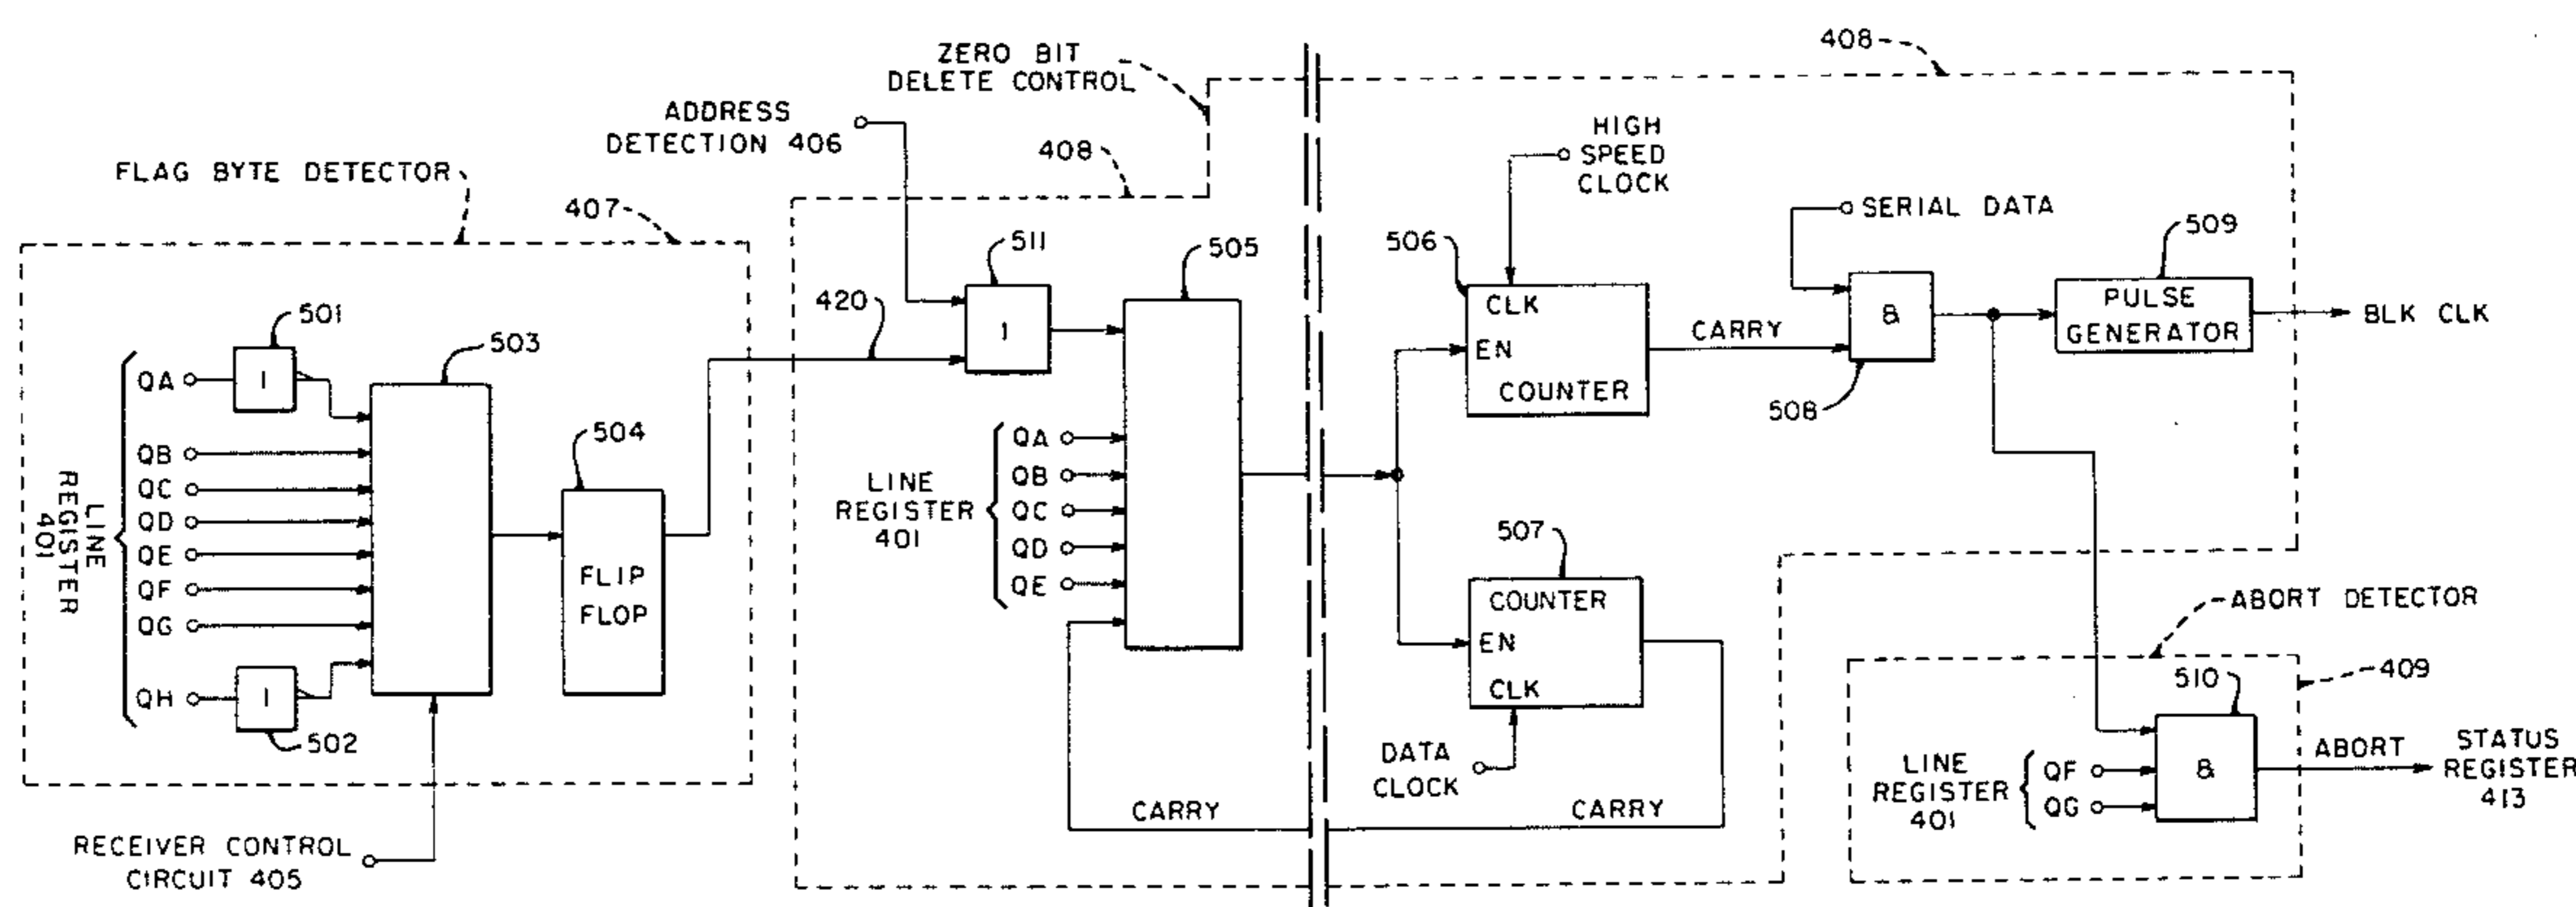 FLAG BYTE DETECTOR
407
LINE
REGISTER
401
QA
QB
QC
QD
QE
QF
QG
QH
501
1
502
1
503
504
FLIP
FLOP
RECEIVER CONTROL
CIRCUIT 405
ZERO BIT
DELETE CONTROL
ADDRESS
DETECTION 406
408
420
511
1
505
LINE
REGISTER
401
QA
QB
QC
QD
QE
CARRY
408
HIGH
SPEED
CLOCK
506
CLK
EN
COUNTER
CARRY
SERIAL DATA
&
508
509
PULSE
GENERATOR
BLK CLK
507
COUNTER
EN
CLK
DATA
CLOCK
CARRY
ABORT DETECTOR
409
510
&
LINE
REGISTER
401
QF
QG
ABORT
STATUS
REGISTER
413